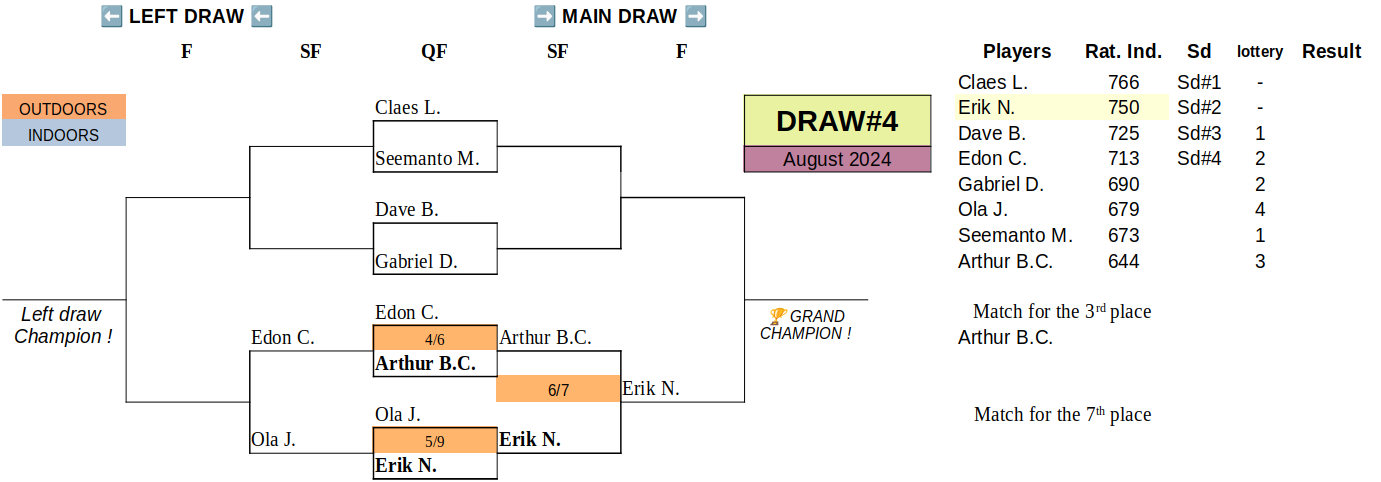 ⬅️ LEFT DRAW ⬅️ ➡️ MAIN DRAW ➡️
F SF QF SF F Players Rat. Ind. Sd lottery Result
Claes L. 766 Sd#1 -
OUTDOORS Claes L. DRAW#4 Erik N. 750 Sd#2 -
INDOORS Dave B. 725 Sd#3 1
Seemanto M. August 2024 Edon C. 713 Sd#4 2
Gabriel D. 690 2
Dave B. Ola J. 679 4
Seemanto M. 673 1
Gabriel D. Arthur B.C. 644 3
Left draw Edon C. 🏆 GRAND Match for the 3rd place
Champion ! Edon C. 4/6 Arthur B.C. CHAMPION ! Arthur B.C.
Arthur B.C.
6/7 Erik N.
Ola J. Match for the 7th place
Ola J. 5/9 Erik N.
Erik N.